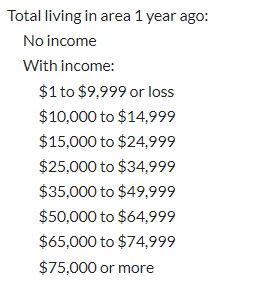 Total living in area 1 year ago:
No income
With income:
$1 to $9,999 or loss
$10,000 to $14,999
$15,000 to $24,999
$25,000 to $34,999
$35,000 to $49,999
$50,000 to $64,999
$65,000 to $74,999
$75,000 or more